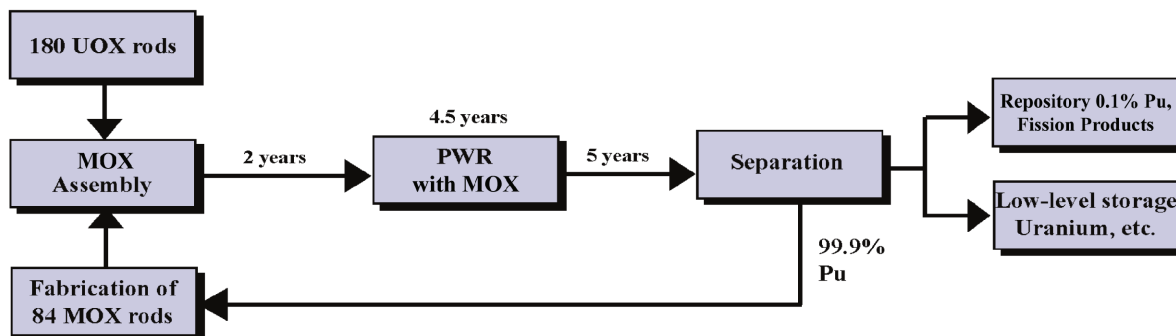 180 UOX rods
MOX
Assembly
2 years
4.5 years
PWR
with MOX
5 years
Separation
Repository 0.1% Pu,
Fission Products
Low-level storage
Uranium, etc.
99.9%
Pu
Fabrication of
84 MOX rods